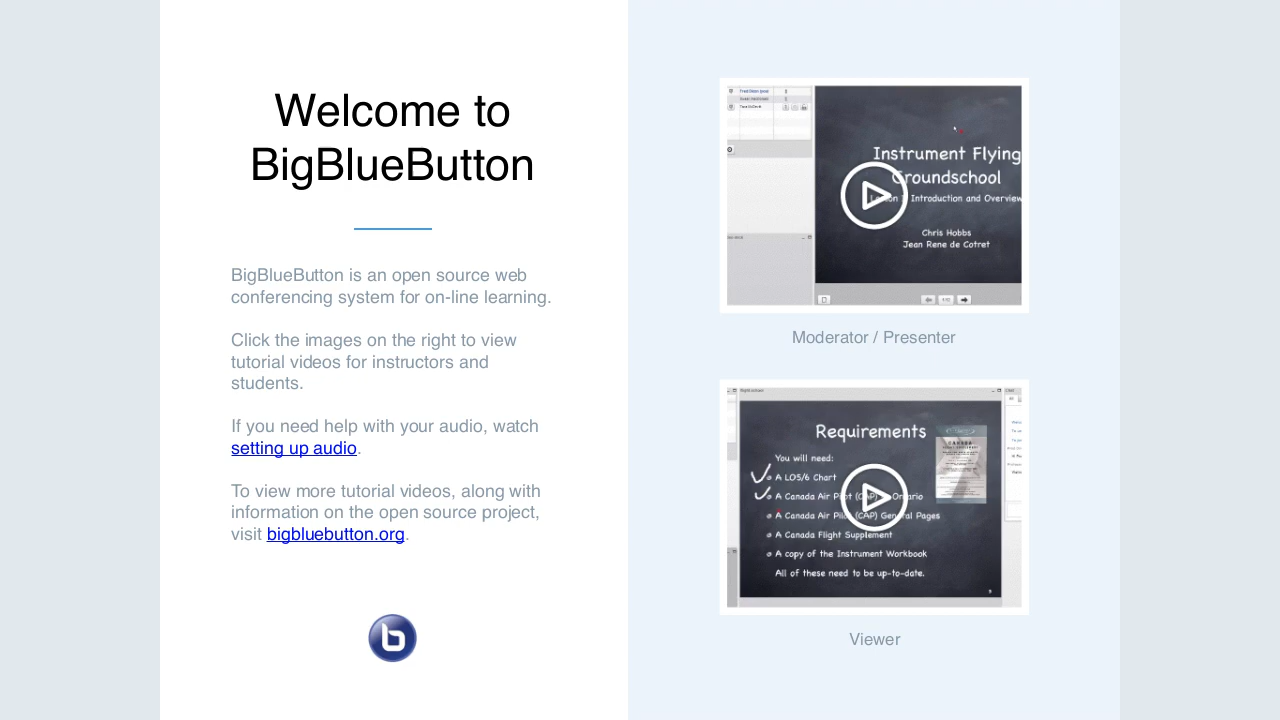 Welcome to
BigBlueButton
BigBlueButton is an open source web
conferencing system for on-line learning.
Click the images on the right to view
tutorial videos for instructors and
students.
If you need help with your audio, watch
setting up audio.
To view more tutorial videos, along with
information on the open source project,
visit bigbluebutton.org.
Instrument Flying
Groundschool
Introduction and Overview
Chris Hobbs
Jean Rene de Cotret
Moderator / Presenter
Requirements
You will need:
A LO5/6 Chart
A Canada Air Pilot (CAP) Ontario
A Canada Air Pilot (CAP) General Pages
A Canada Flight Supplement
A copy of the Instrument Workbook
All of these need to be up-to-date.
Viewer